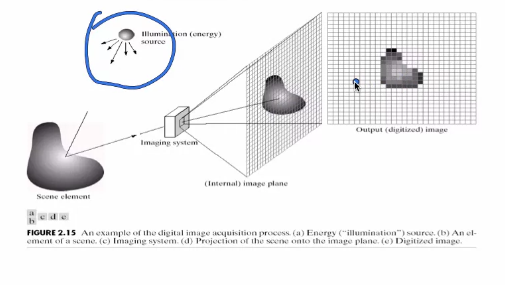 Illumination (energy)
source
Output (digitized) image
Imaging system
(Internal) image plane
Scene element
a
b c d e
FIGURE 2.15 An example of the digital image acquisition process. (a) Energy (“illumination”) source. (b) An el-
ement of a scene. (c) Imaging system. (d) Projection of the scene onto the image plane. (e) Digitized image.